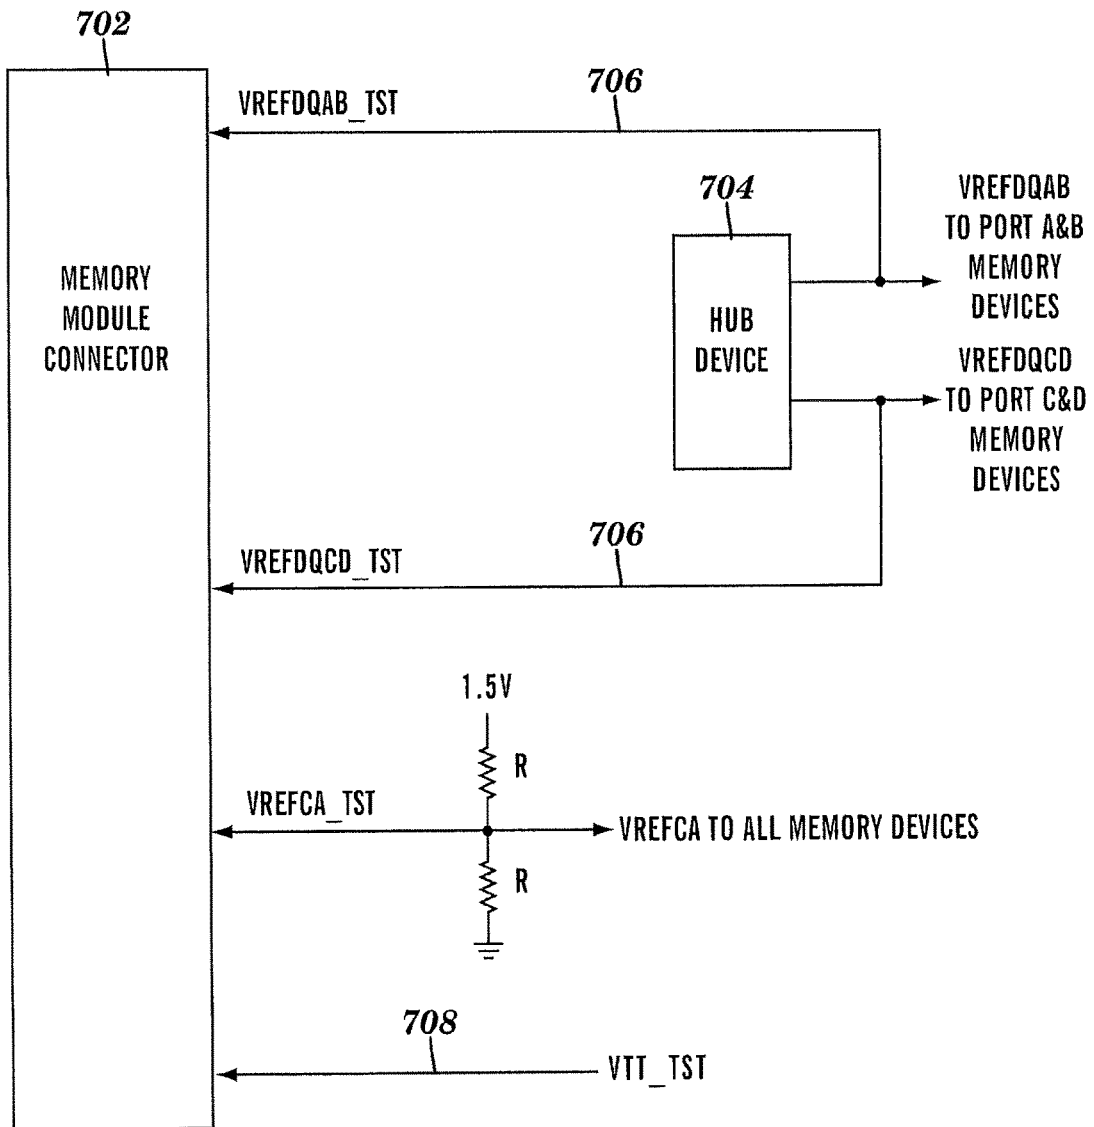 702
VREFDQAB_TST
706
704
VREFDQAB
TO PORT A&B
MEMORY
DEVICES
MEMORY
MODULE
CONNECTOR
HUB
DEVICE
VREFDQCD
TO PORT C&D
MEMORY
DEVICES
VREFDQCD_TST
706
1.5V
R
VREFCA_TST
VREFCA TO ALL MEMORY DEVICES
R
708
VTT_TST